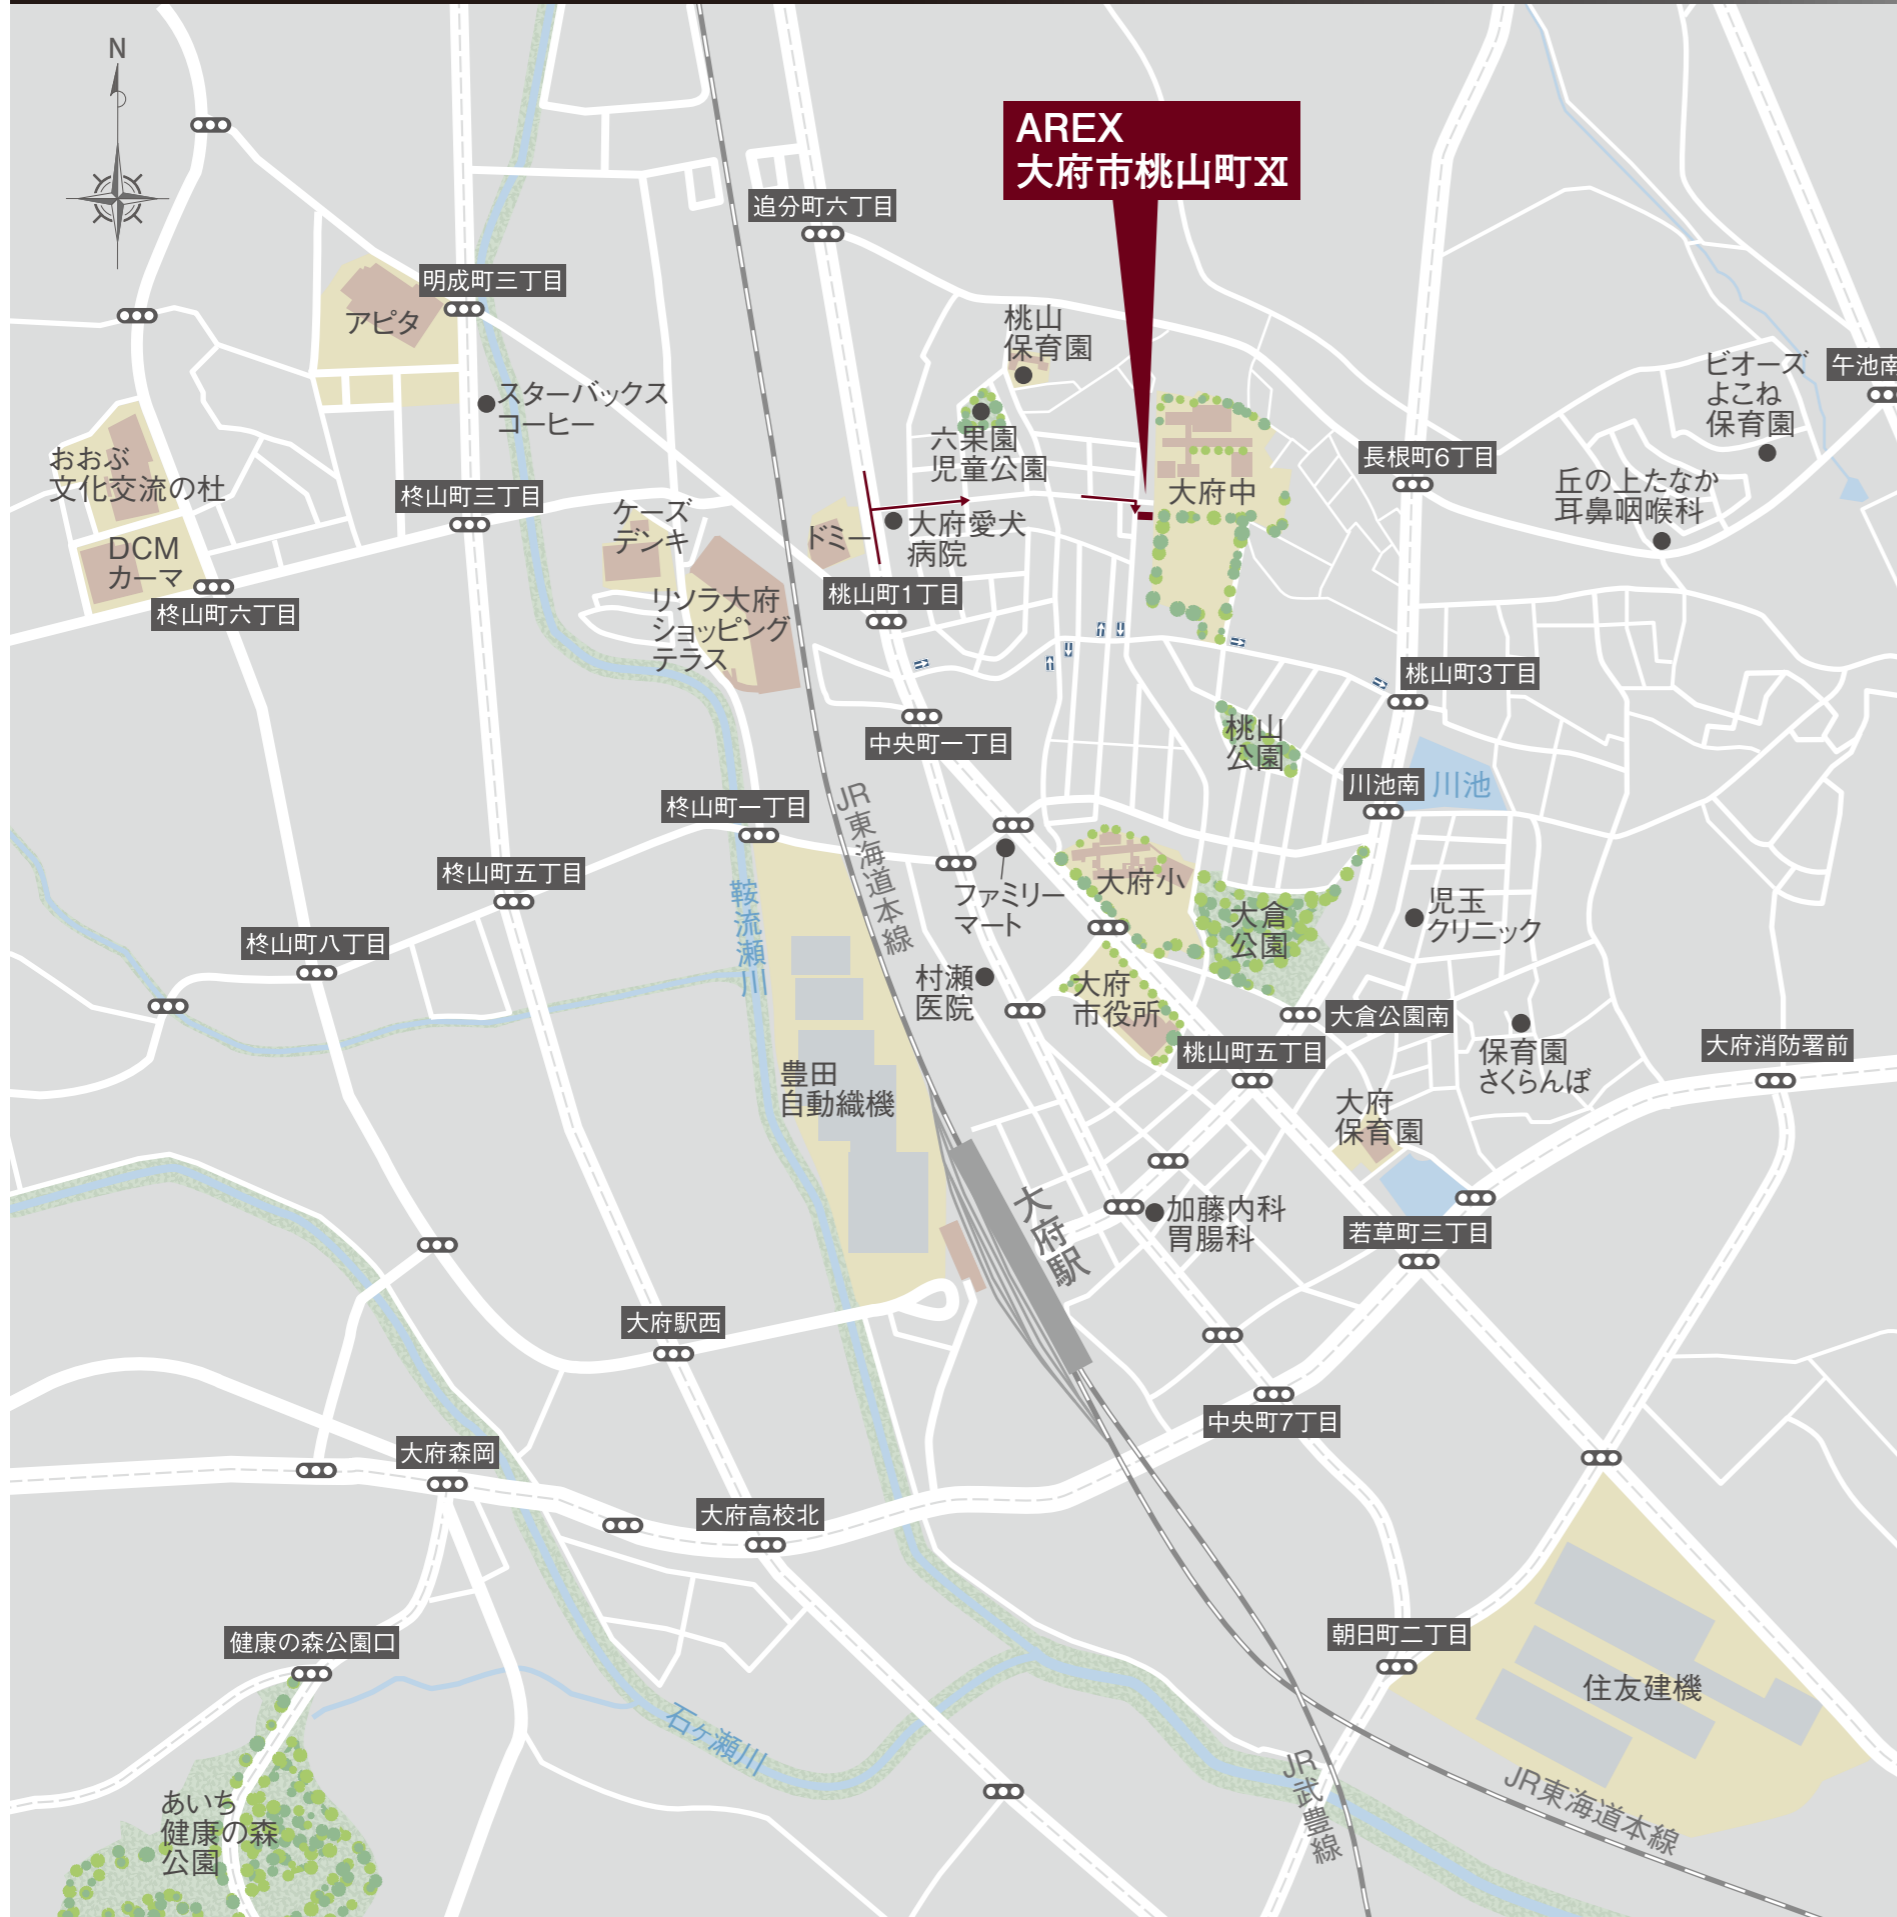 N
AREX
大府市桃山町Ⅺ
追分町六丁目
明成町三丁目
アピタ
桃山
保育園
スターバックス
コーヒー
六果園
児童公園
ビオーズ
よこね
保育園
午池南
おおぶ
文化交流の杜
柊山町三丁目
長根町6丁目
大府中
丘の上たなか
耳鼻咽喉科
ケーズ
デンキ
ドミー
大府愛犬
病院
DCM
カーマ
柊山町六丁目
リソラ大府
ショッピング
テラス
桃山町1丁目
桃山町3丁目
中央町一丁目
桃山
公園
川池南
川池
柊山町一丁目
JR東海道本線
柊山町五丁目
ファミリー
マート
大府小
大倉
公園
児玉
クリニック
鞍流瀬川
柊山町八丁目
村瀬
医院
大府
市役所
大倉公園南
桃山町五丁目
保育園
さくらんぼ
大府消防署前
豊田
自動織機
大府
保育園
大府駅
加藤内科
胃腸科
若草町三丁目
大府駅西
中央町7丁目
大府森岡
大府高校北
健康の森公園口
朝日町二丁目
住友建機
石ヶ瀬川
JR武豊線
JR東海道本線
あいち
健康の森
公園